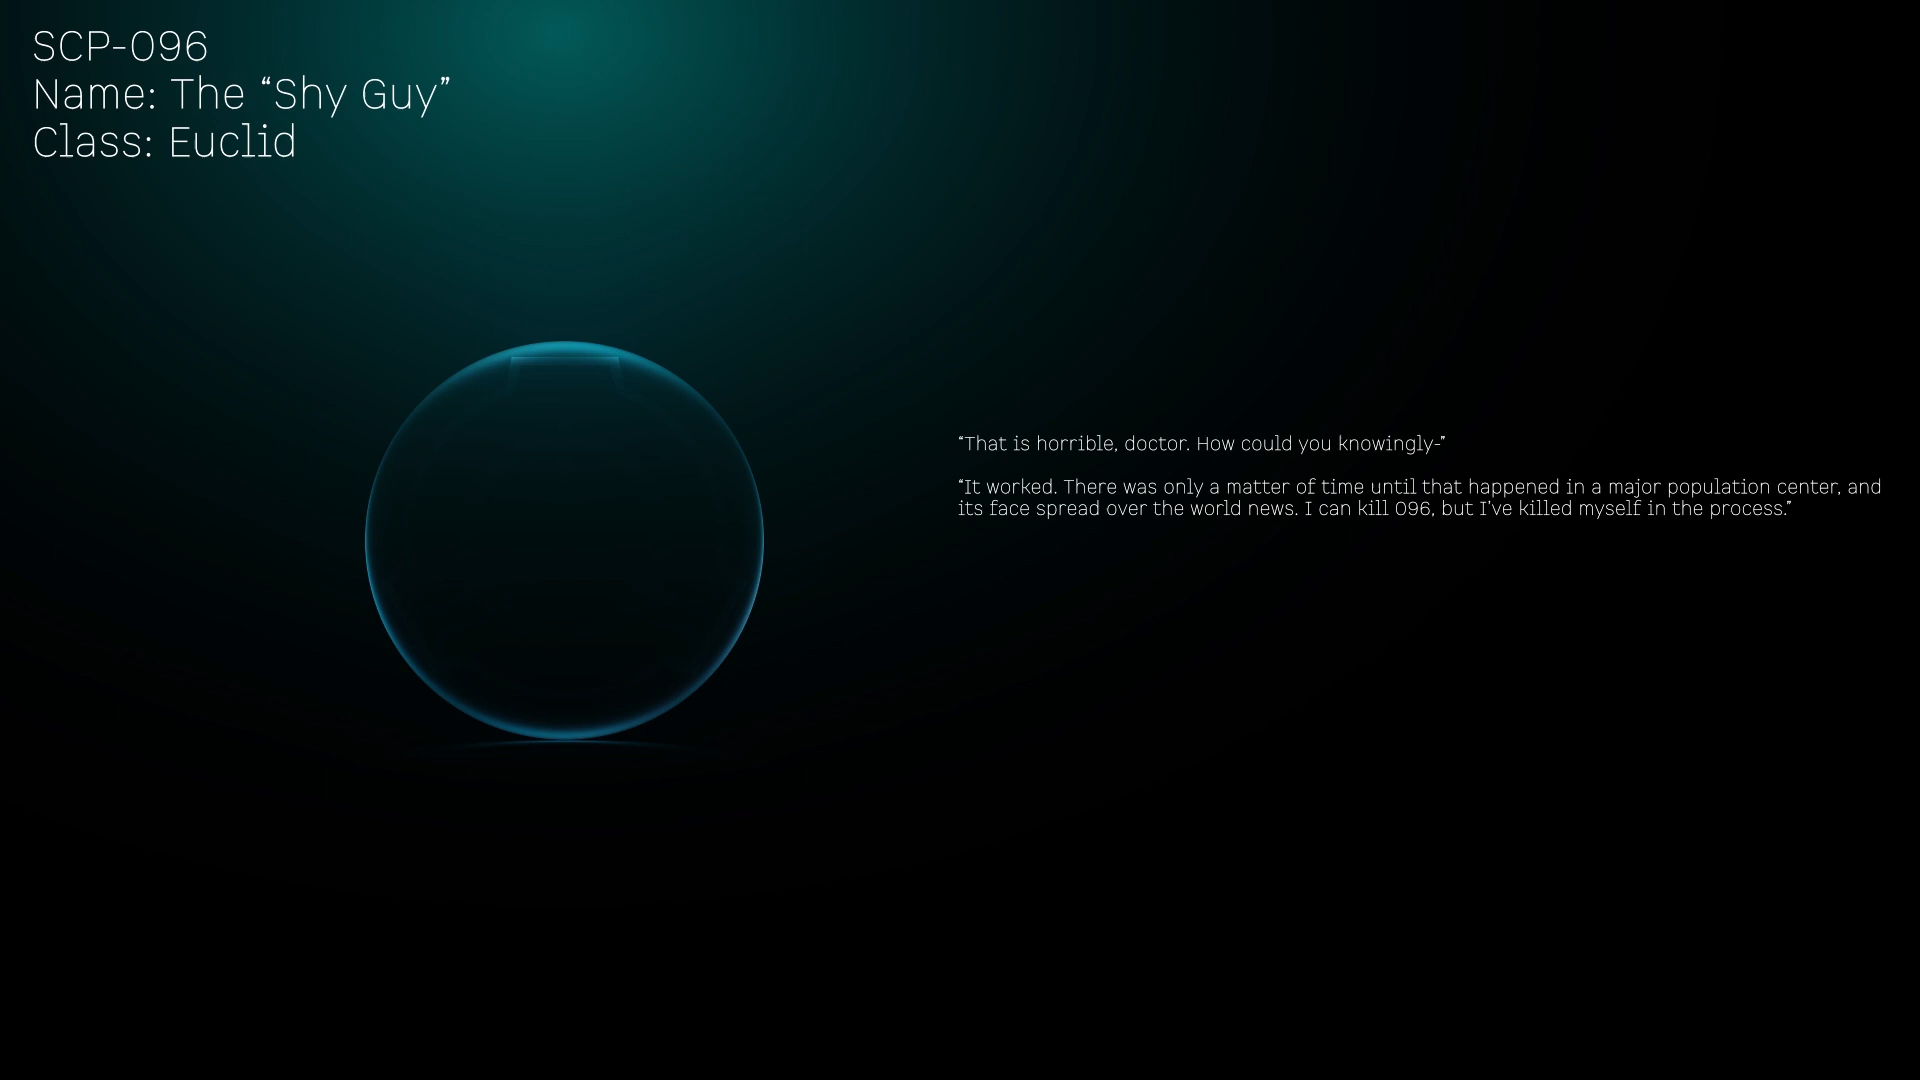 SCP-096
Name: The “Shy Guy”
Class: Euclid
“That is horrible, doctor. How could you knowingly-”
“It worked. There was only a matter of time until that happened in a major population center, and
its face spread over the world news. I can kill 096, but I’ve killed myself in the process.”